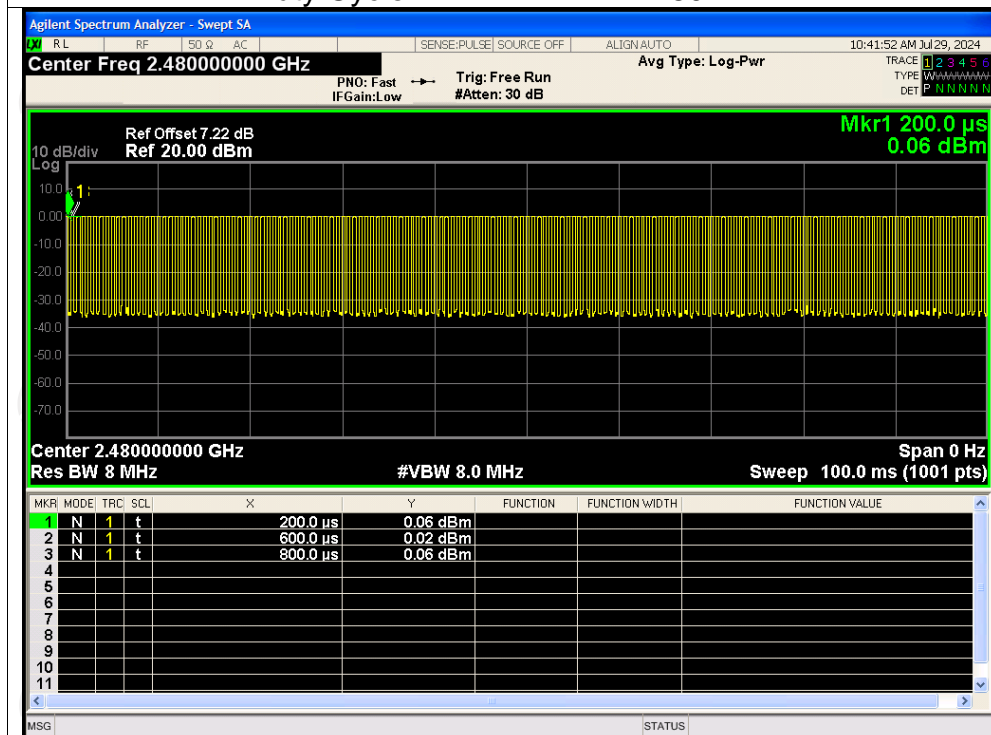 Agilent Spectrum Analyzer - Swept SA
LXI RL RF 50 Ω AC SENSE:PULSE SOURCE OFF ALIGN AUTO 10:41:52 AM Jul 29, 2024
Center Freq 2.480000000 GHz
PNO: Fast
IFGain:Low
Trig: Free Run
#Atten: 30 dB
Avg Type: Log-Pwr
TRACE 1 2 3 4 5 6
TYPE W
DET P N N N N N
Mkr1 200.0 µs
0.06 dBm
Ref Offset 7.22 dB
10 dB/div Ref 20.00 dBm
Log
1
10.0
0.00
-10.0
-20.0
-30.0
-40.0
-50.0
-60.0
-70.0
Center 2.480000000 GHz Span 0 Hz
Res BW 8 MHz #VBW 8.0 MHz Sweep 100.0 ms (1001 pts)
MKR MODE TRC SCL X Y FUNCTION FUNCTION WIDTH FUNCTION VALUE
1 N 1 t 200.0 µs 0.06 dBm
2 N 1 t 600.0 µs 0.02 dBm
3 N 1 t 800.0 µs 0.06 dBm
4
5
6
7
8
9
10
11
MSG STATUS